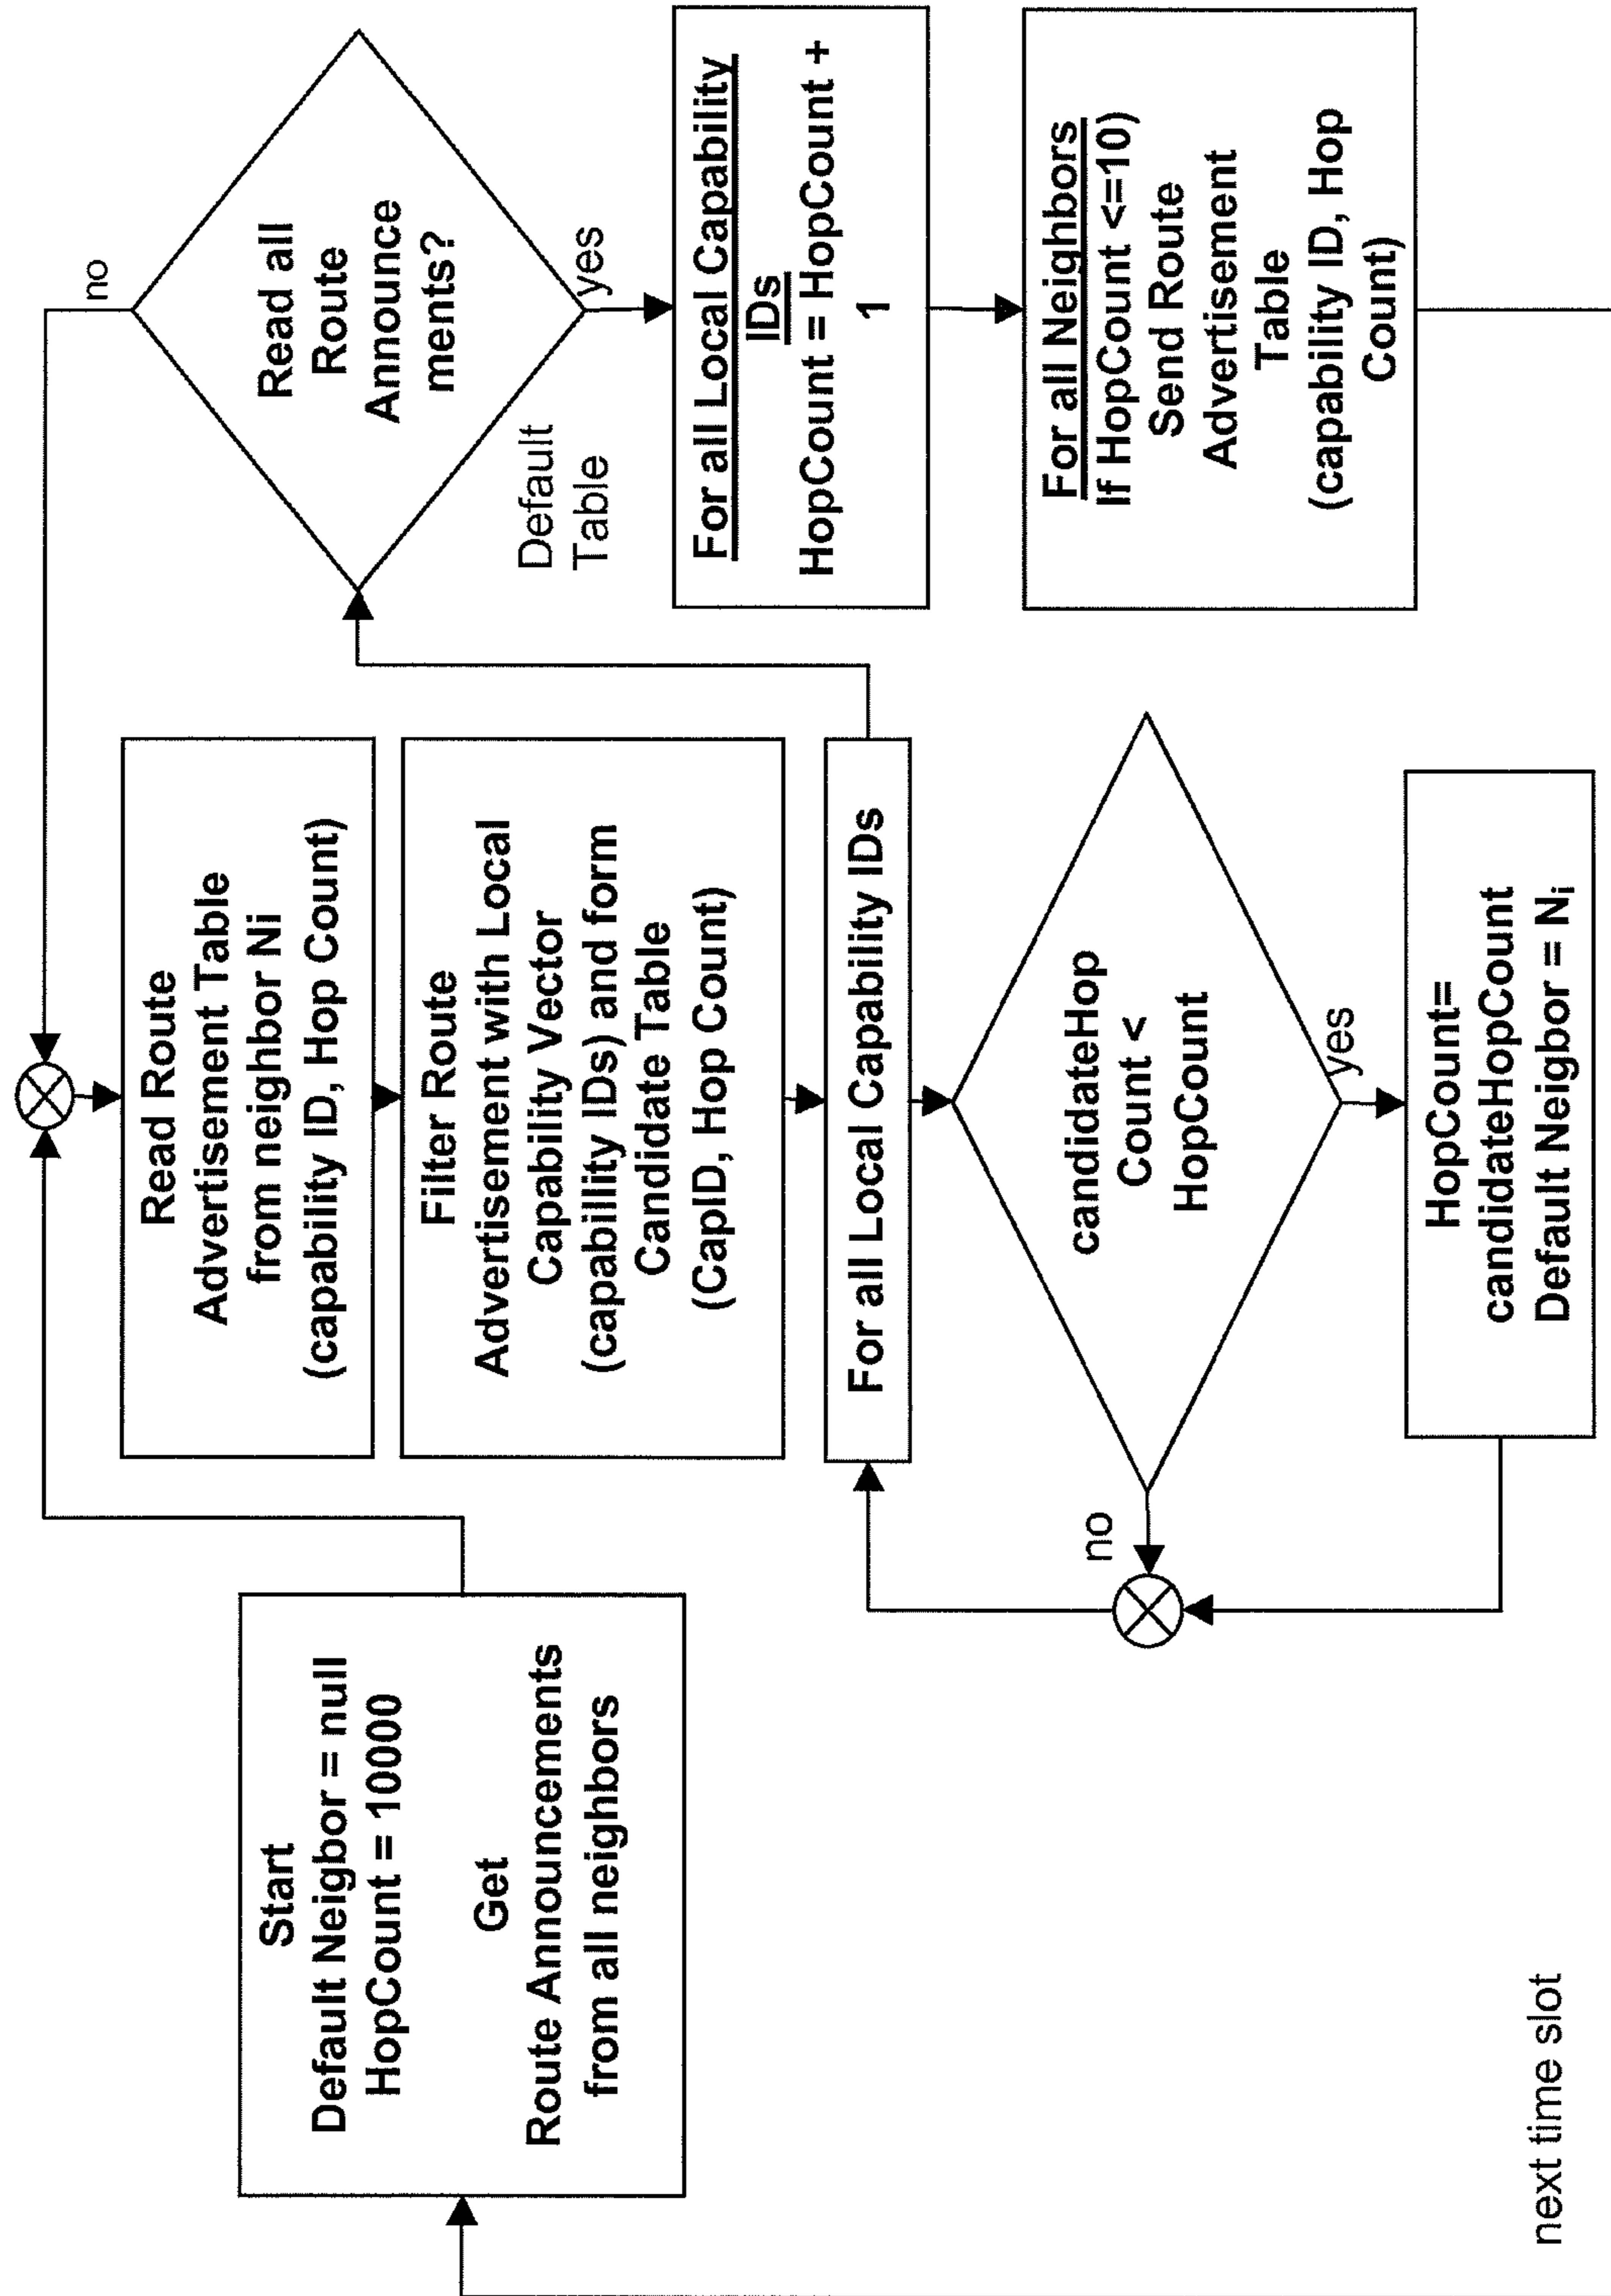 Start
Default Neigbor = null
HopCount = 10000
Get
Route Announcements
from all neighbors
next time slot
Read Route
Advertisement Table
from neighbor Ni
(capability ID, Hop Count)
Filter Route
Advertisement with Local
Capability Vector
(capabillity IDs) and form
Candidate Table
(CapID, Hop Count)
For all Local Capability IDs
candidateHop
Count <
HopCount
no
yes
HopCount=
candidateHopCount
Default Neigbor = Ni
no
Read all
Route
Announce
ments?
yes
Default
Table
For all Local Capability
IDs
HopCount = HopCount +
1
For all Neighbors
If HopCount <=10)
Send Route
Advertisement
Table
(capability ID, Hop
Count)